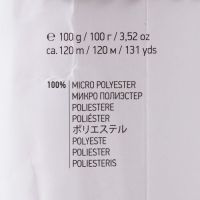 ℮ 100 g / 100 г / 3,52 oz
ca. 120 m / 120 м / 131 yds
100% MICRO POLYESTER
МИКРО ПОЛИЭСТЕР
POLIESTERE
POLIÉSTER
ポリエステル
POLYESTE
POLIESTER
POLIESTERIS